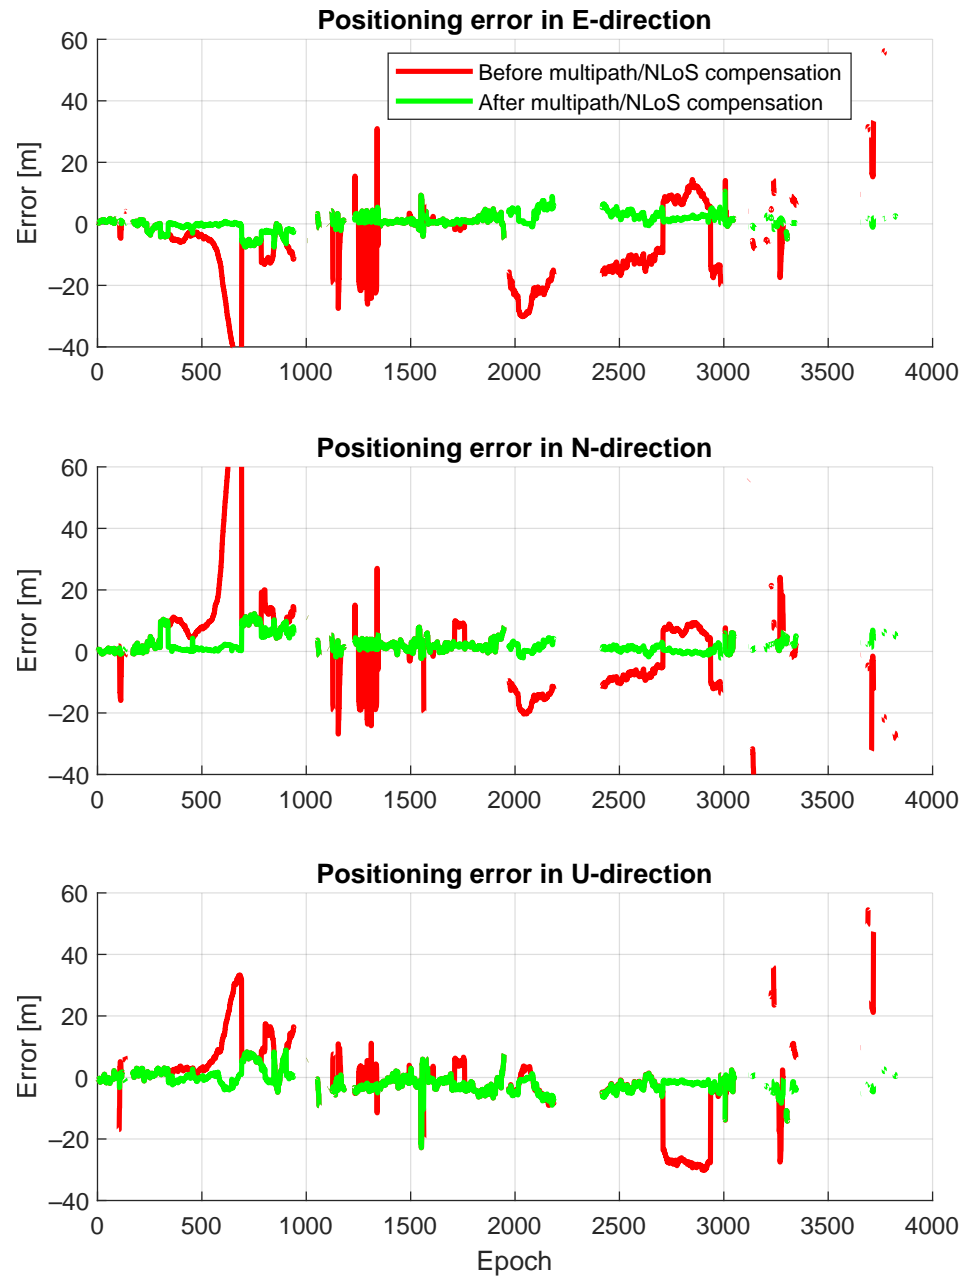 Positioning error in E-direction
60
40
20
0
–20
–40
Error [m]
Before multipath/NLoS compensation
After multipath/NLoS compensation
0 500 1000 1500 2000 2500 3000 3500 4000
Positioning error in N-direction
60
40
20
0
–20
–40
Error [m]
0 500 1000 1500 2000 2500 3000 3500 4000
Positioning error in U-direction
60
40
20
0
–20
–40
Error [m]
0 500 1000 1500 2000 2500 3000 3500 4000
Epoch